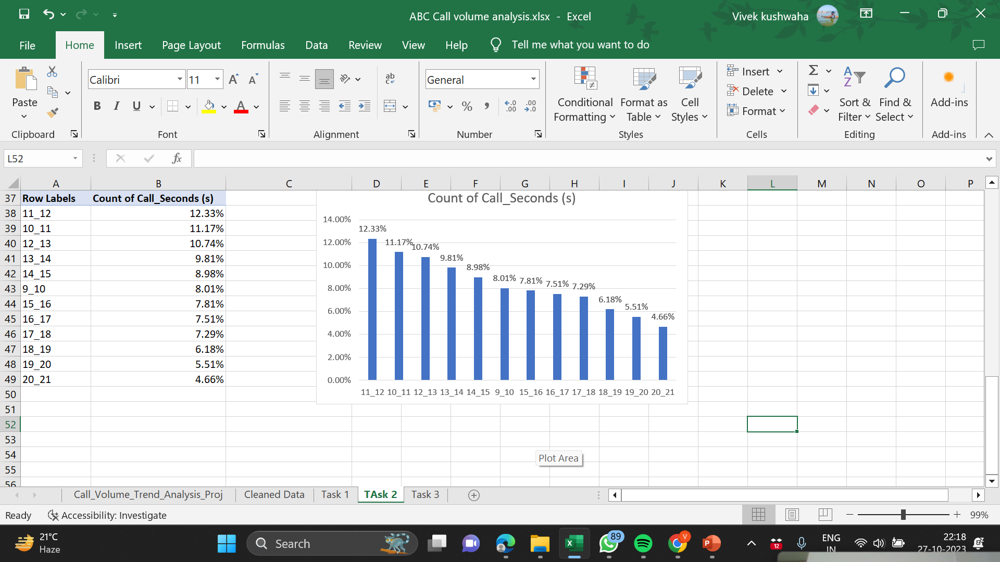 ABC Call volume analysis.xlsx - Excel
Vivek kushwaha
File Home Insert Page Layout Formulas Data Review View Help Tell me what you want to do
Paste
Clipboard
Calibri 11
B I U
Font
ab
Alignment
General
Number
Conditional Formatting
Format as Table
Cell Styles
Styles
Insert
Delete
Format
Cells
Sort & Filter
Find & Select
Editing
Add-ins
Add-ins
L52
fx
A B C D E F G H I J K L M N O P
37 Row Labels Count of Call_Seconds (s)
38 11_12 12.33%
39 10_11 11.17%
40 12_13 10.74%
41 13_14 9.81%
42 14_15 8.98%
43 9_10 8.01%
44 15_16 7.81%
45 16_17 7.51%
46 17_18 7.29%
47 18_19 6.18%
48 19_20 5.51%
49 20_21 4.66%
50
51
52
53
54
55
56
Count of Call_Seconds (s)
14.00%
12.00%
10.00%
8.00%
6.00%
4.00%
2.00%
0.00%
12.33% 11.17% 10.74% 9.81% 8.98% 8.01% 7.81% 7.51% 7.29% 6.18% 5.51% 4.66%
11_12 10_11 12_13 13_14 14_15 9_10 15_16 16_17 17_18 18_19 19_20 20_21
Plot Area
Call_Volume_Trend_Analysis_Proj Cleaned Data Task 1 TAsk 2 Task 3
Ready Accessibility: Investigate
99%
21°C
Haze
Search
89
V
12
ENG
IN
22:18
27-10-2023